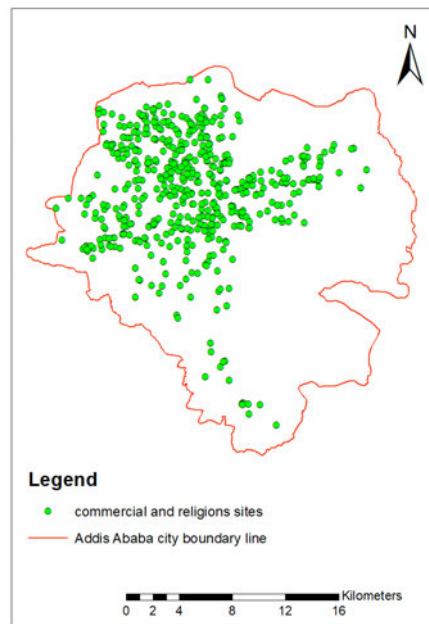 N
Legend
commercial and religions sites
Addis Ababa city boundary line
Kilometers
0 2 4 8 12 16